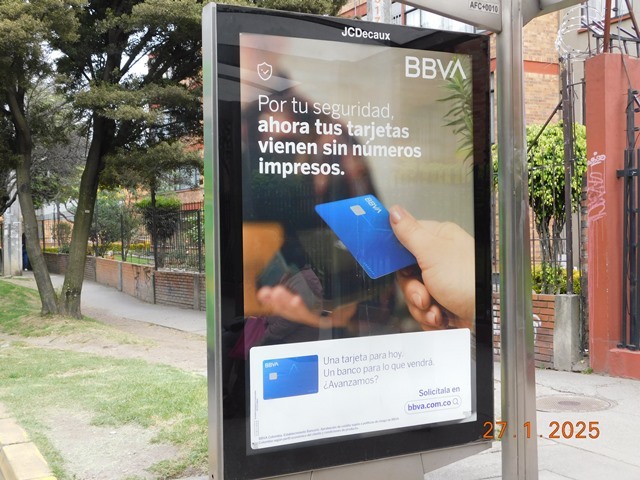 AFC+0010
JCDecaux
BBVA
Por tu seguridad,
ahora tus tarjetas
vienen sin números
impresos.
BBVA
BBVA
Una tarjeta para hoy.
Un banco para lo que vendrá.
¿Avanzamos?
Solicítala en
bbva.com.co
27.1.2025